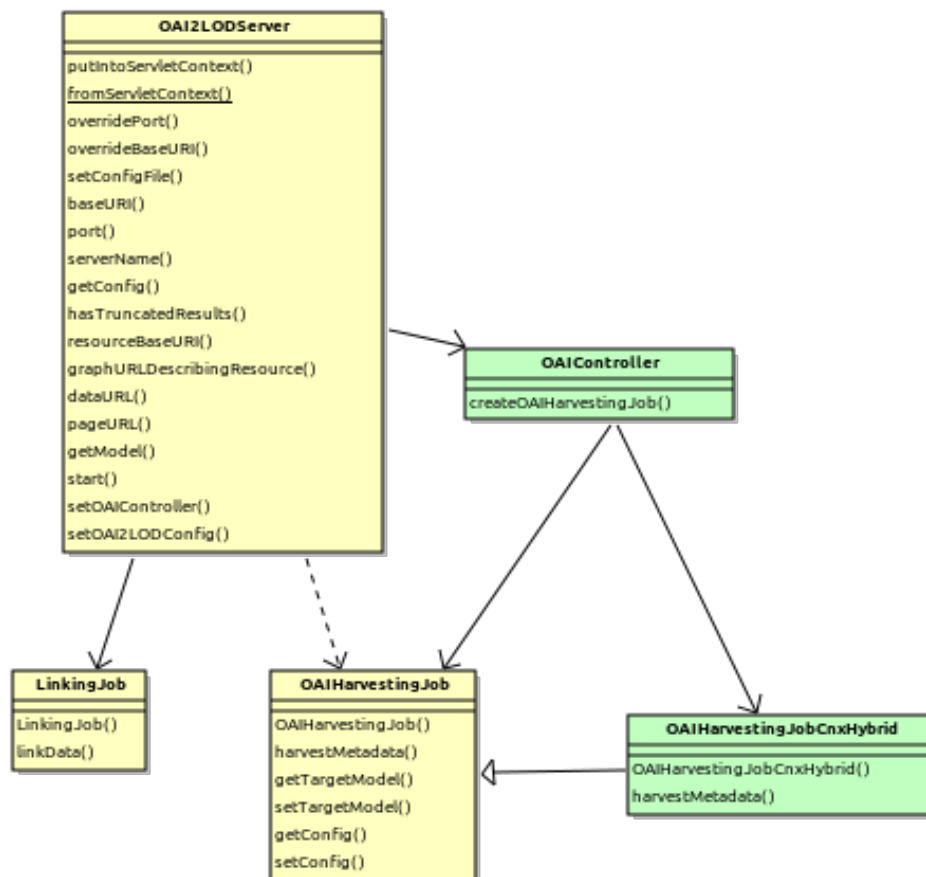 OAI2LODServer
putIntoServletContext()
fromServletContext()
overridePort()
overrideBaseURI()
setConfigFile()
baseURI()
port()
serverName()
getConfig()
hasTruncatedResults()
resourceBaseURI()
graphURLDescribingResource()
dataURL()
pageURL()
getModel()
start()
setOAIController()
setOAI2LODConfig()
OAIController
createOAIHarvestingJob()
LinkingJob
LinkingJob()
linkData()
OAIHarvestingJob
OAIHarvestingJob()
harvestMetadata()
getTargetModel()
setTargetModel()
getConfig()
setConfig()
OAIHarvestingJobCnxHybrid
OAIHarvestingJobCnxHybrid()
harvestMetadata()